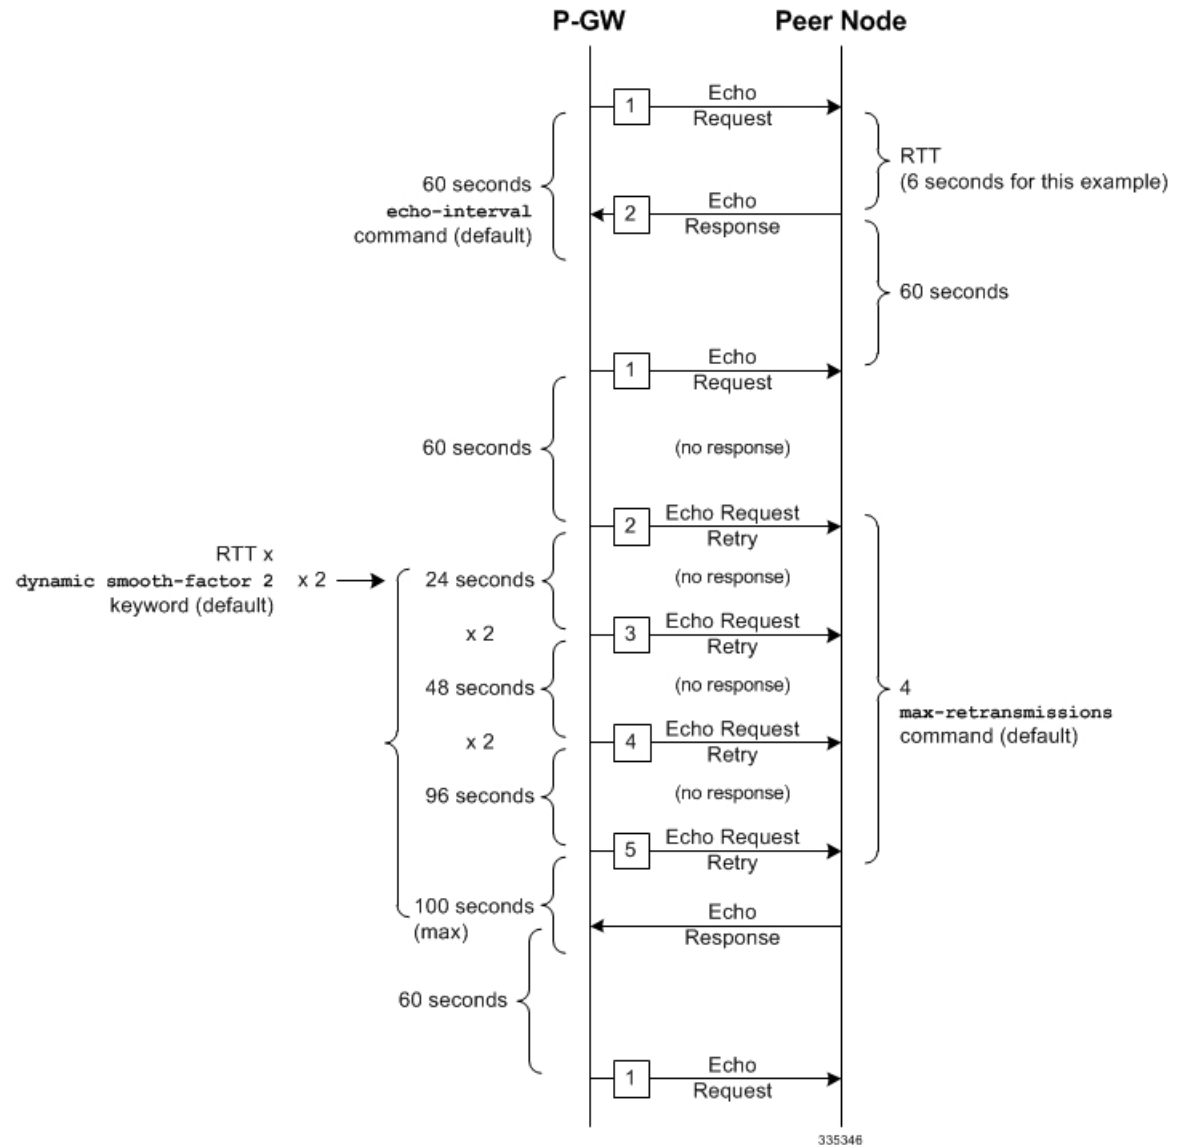 P-GW
Peer Node
1
Echo
Request
RTT
(6 seconds for this example)
60 seconds
echo-interval
command (default)
2
Echo
Response
60 seconds
1
Echo
Request
60 seconds
(no response)
2
Echo Request
Retry
RTT x
dynamic smooth-factor 2
keyword (default)
x 2
24 seconds
(no response)
x 2
3
Echo Request
Retry
48 seconds
(no response)
4
max-retransmissions
command (default)
x 2
4
Echo Request
Retry
96 seconds
(no response)
5
Echo Request
Retry
100 seconds
(max)
Echo
Response
60 seconds
1
Echo
Request
335346